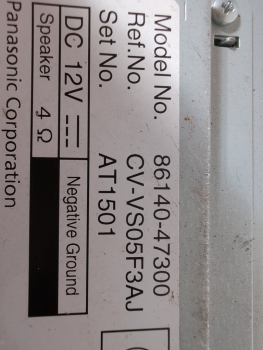 Model No. 86140-47300
Ref.No. CV-VS05F3AJ
Set No. AT1501
DC 12V Negative Ground
Speaker 4 Ω
Panasonic Corporation